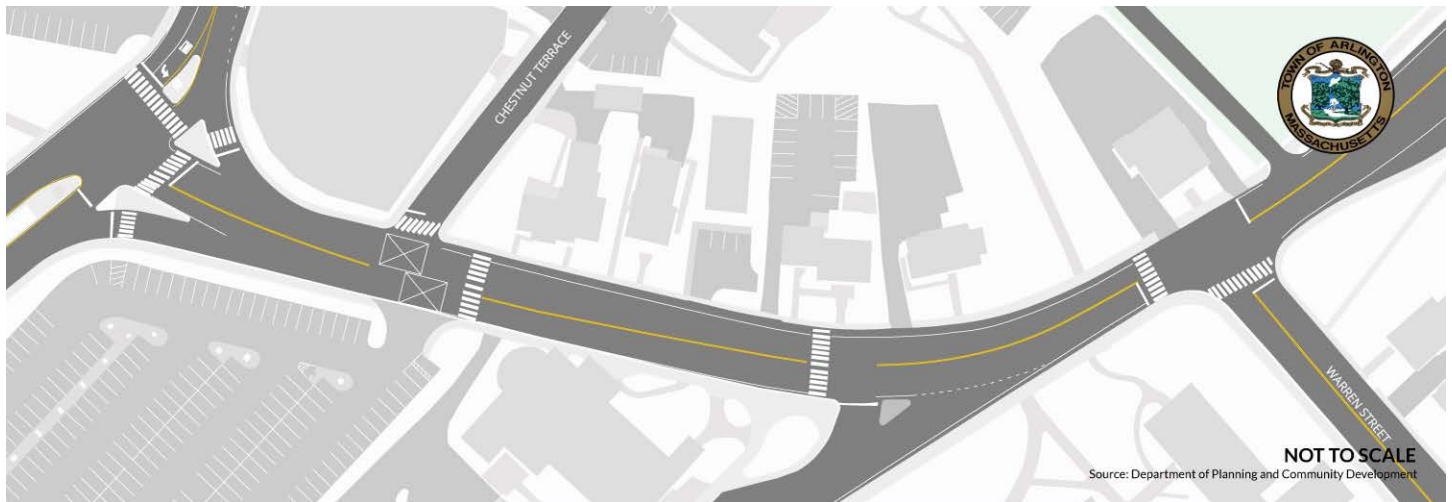 CHESTNUT TERRACE
TOWN OF ARLINGTON
MASSACHUSETTS
WARREN STREET
NOT TO SCALE
Source: Department of Planning and Community Development